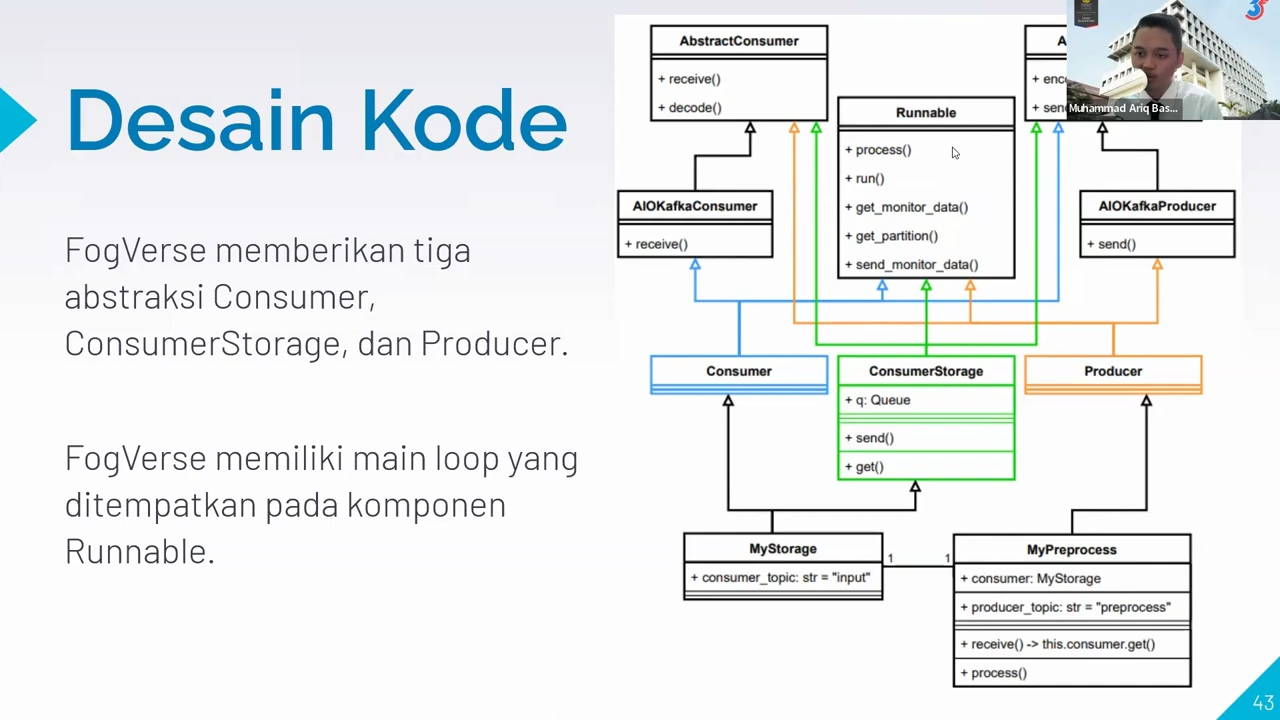 Desain Kode
FogVerse memberikan tiga
abstraksi Consumer,
ConsumerStorage, dan Producer.
FogVerse memiliki main loop yang
ditempatkan pada komponen
Runnable.
AbstractConsumer
+ receive()
+ decode()
Runnable
+ process()
+ run()
+ get_monitor_data()
+ get_partition()
+ send_monitor_data()
Muhammad Ariq Bas...
AIOKafkaConsumer
+ receive()
AIOKafkaProducer
+ send()
Consumer
ConsumerStorage
+ q: Queue
+ send()
+ get()
Producer
MyStorage
+ consumer_topic: str = "input"
1
1
MyPreprocess
+ consumer: MyStorage
+ producer_topic: str = "preprocess"
+ receive() -> this.consumer.get()
+ process()
43